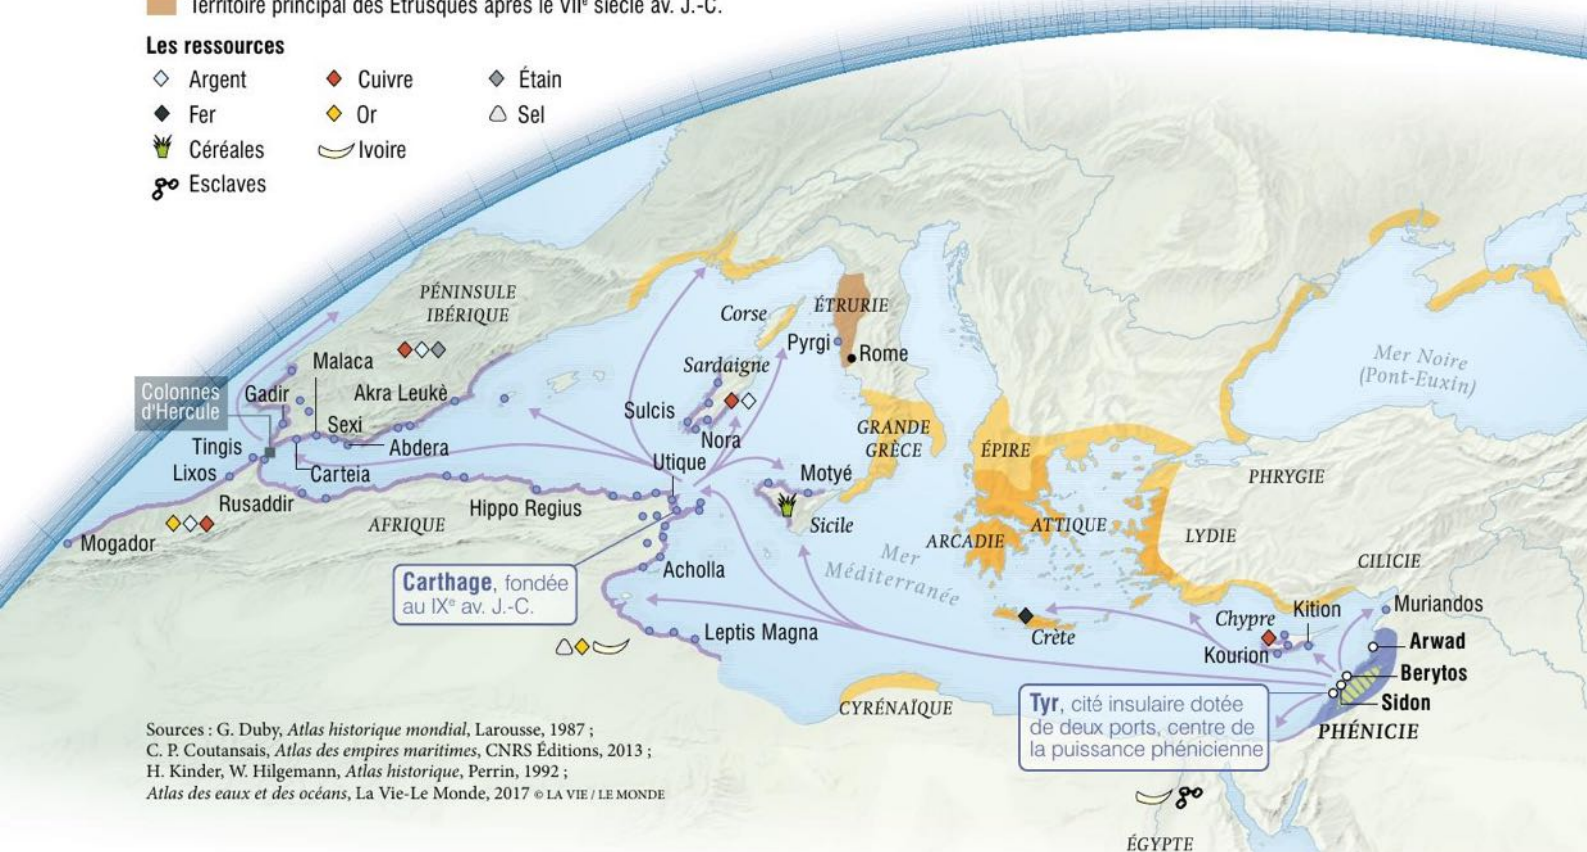 Territoire principal des Étrusques après le VIIe siècle av. J.-C.
Les ressources
Argent
Cuivre
Étain
Fer
Or
Sel
Céréales
Ivoire
Esclaves
PÉNINSULE
IBÉRIQUE
Corse
ÉTRURIE
Pyrgi
Rome
Mer Noire
(Pont-Euxin)
Malaca
Sardaigne
Colonnes
d'Hercule
Gadir
Akra Leukè
Sulcis
Sexi
Nora
GRANDE
GRÈCE
ÉPIRE
Tingis
Abdera
Utique
Motyé
PHRYGIE
Lixos
Carteia
Rusaddir
Hippo Regius
AFRIQUE
Sicile
ATTIQUE
ARCADIE
LYDIE
Mogador
Mer
Méditerranée
CILICIE
Carthage, fondée
au IXe av. J.-C.
Acholla
Chypre
Kition
Muriandos
Leptis Magna
Crète
Kourion
Arwad
Berytos
Sidon
CYRÉNAÏQUE
Tyr, cité insulaire dotée
de deux ports, centre de
la puissance phénicienne
PHÉNICIE
Sources : G. Duby, Atlas historique mondial, Larousse, 1987 ;
C. P. Coutansais, Atlas des empires maritimes, CNRS Éditions, 2013 ;
H. Kinder, W. Hilgemann, Atlas historique, Perrin, 1992 ;
Atlas des eaux et des océans, La Vie-Le Monde, 2017 © LA VIE / LE MONDE
ÉGYPTE